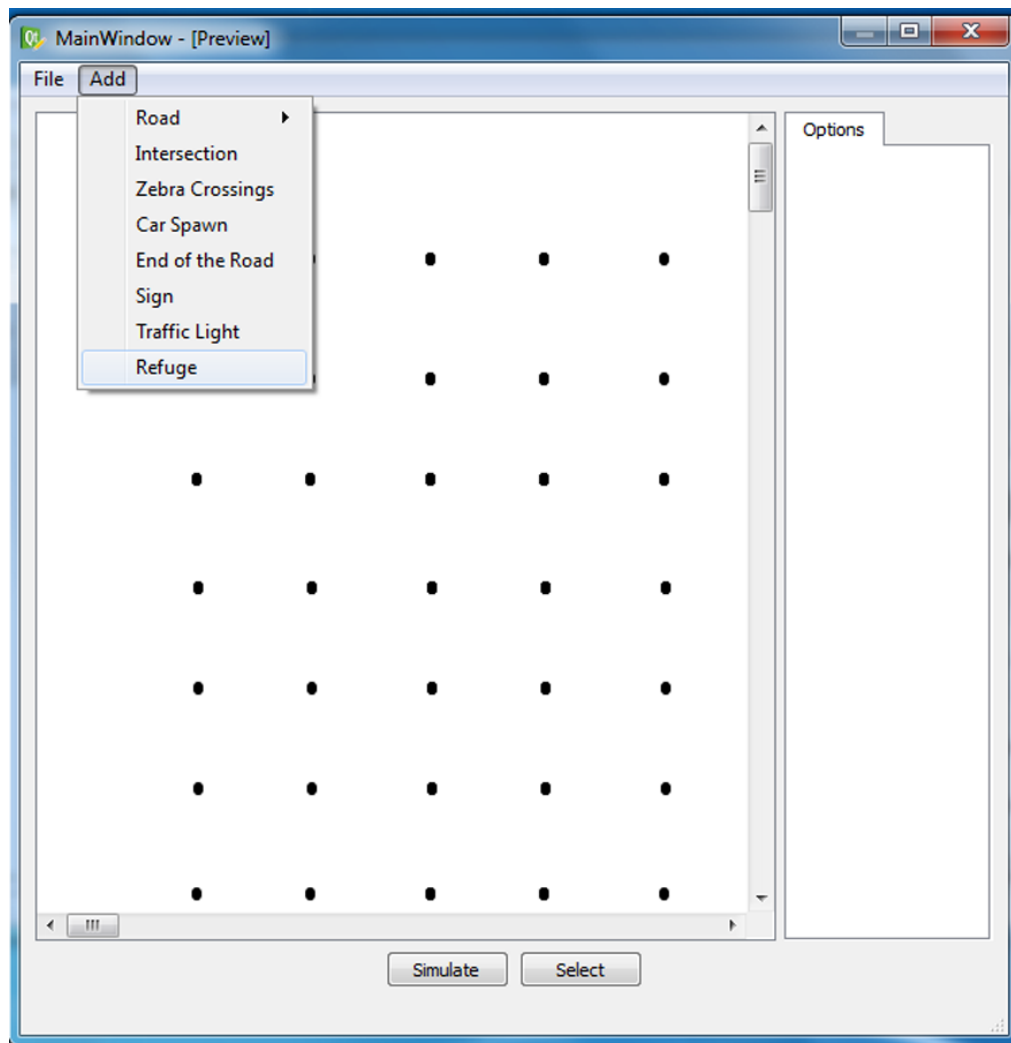 MainWindow - [Preview]
File Add
Road
Intersection
Zebra Crossings
Car Spawn
End of the Road
Sign
Traffic Light
Refuge
Options
Simulate Select